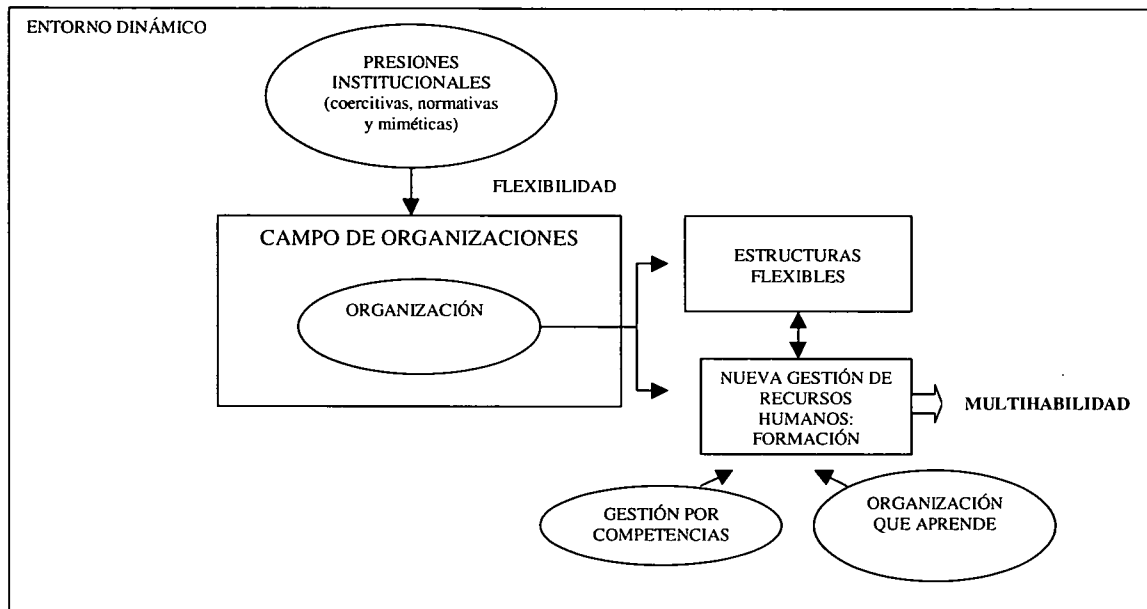 ENTORNO DINÁMICO
PRESIONES
INSTITUCIONALES
(coercitivas, normativas
y miméticas)
FLEXIBILIDAD
CAMPO DE ORGANIZACIONES
ORGANIZACIÓN
ESTRUCTURAS
FLEXIBLES
NUEVA GESTIÓN DE
RECURSOS
HUMANOS:
FORMACIÓN
MULTIHABILIDAD
GESTIÓN POR
COMPETENCIAS
ORGANIZACIÓN
QUE APRENDE